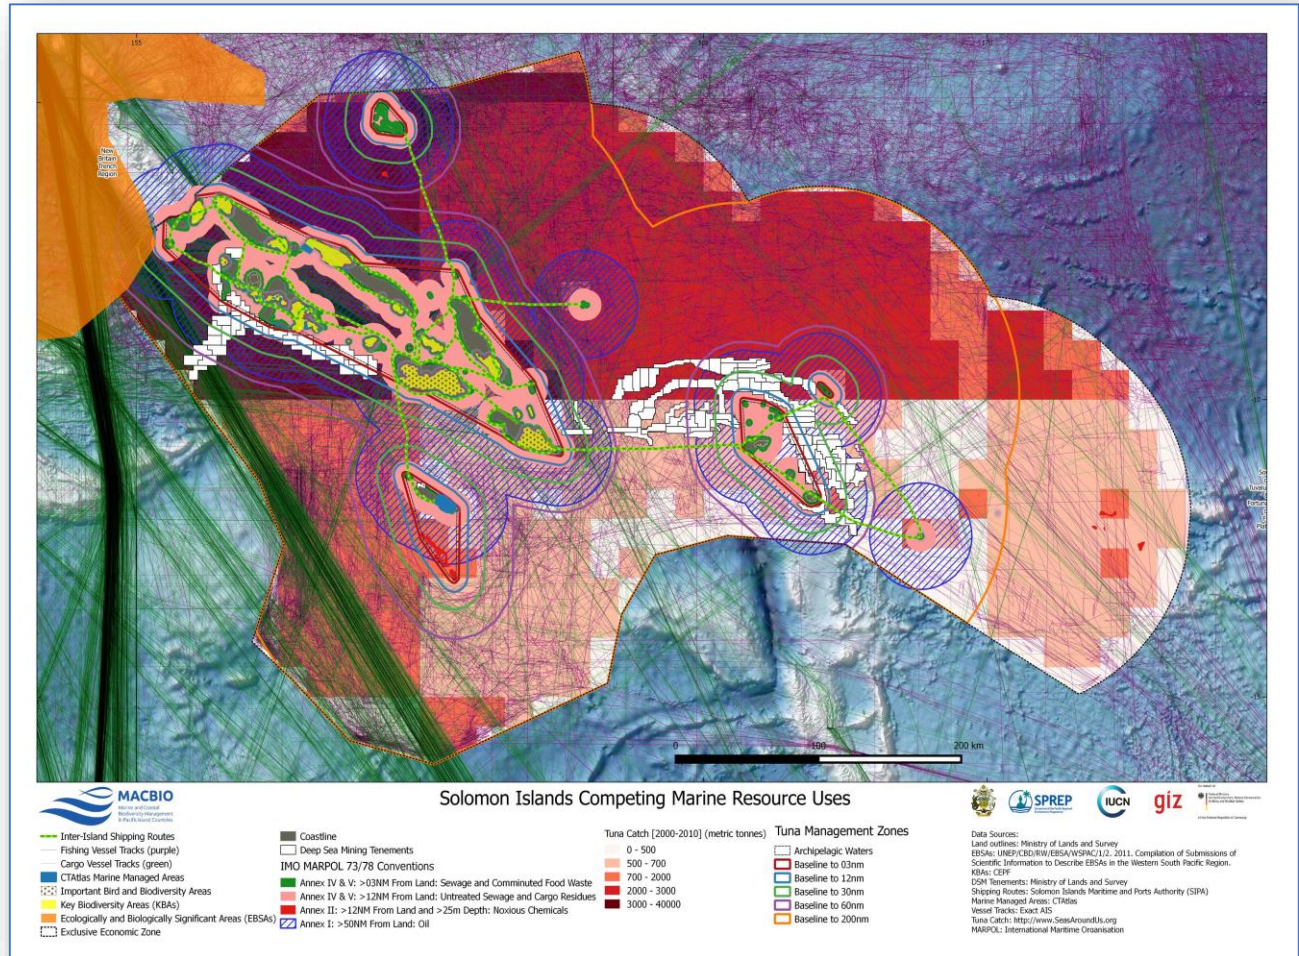 155
New
Britain
Trench
Region
0
100
200 km
MACBIO
Marine and Coastal
Biodiversity Management
in Pacific Island Countries
Solomon Islands Competing Marine Resource Uses
SPREP
IUCN
giz
Inter-Island Shipping Routes
Fishing Vessel Tracks (purple)
Cargo Vessel Tracks (green)
CTAtlas Marine Managed Areas
Important Bird and Biodiversity Areas
Key Biodiversity Areas (KBAs)
Ecologically and Biologically Significant Areas (EBSAs)
Exclusive Economic Zone
Coastline
Deep Sea Mining Tenements
IMO MARPOL 73/78 Conventions
Annex IV & V: >03NM From Land: Sewage and Comminuted Food Waste
Annex IV & V: >12NM From Land: Untreated Sewage and Cargo Residues
Annex II: >12NM From Land and >25m Depth: Noxious Chemicals
Annex I: >50NM From Land: Oil
Tuna Catch [2000-2010] (metric tonnes)
0 - 500
500 - 700
700 - 2000
2000 - 3000
3000 - 40000
Tuna Management Zones
Archipelagic Waters
Baseline to 03nm
Baseline to 12nm
Baseline to 30nm
Baseline to 60nm
Baseline to 200nm
Data Sources:
Land outlines: Ministry of Lands and Survey
EBSAs: UNEP/CBD/RW/EBSA/WSPAC/1/2. 2011. Compilation of Submissions of
Scientific Information to Describe EBSAs in the Western South Pacific Region.
KBAs: CEPF
DSM Tenements: Ministry of Lands and Survey
Shipping Routes: Solomon Islands Maritime and Ports Authority (SIPA)
Marine Managed Areas: CTAtlas
Vessel Tracks: Exact AIS
Tuna Catch: http://www.SeasAroundUs.org
MARPOL: International Maritime Oroanisation